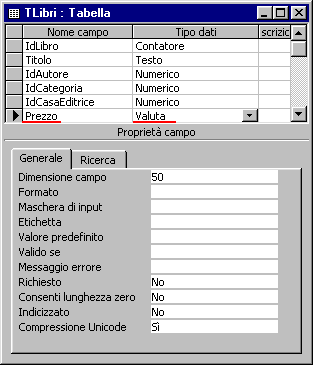 TLibri : Tabella
Nome campo Tipo dati scrizic
IdLibro Contatore
Titolo Testo
IdAutore Numerico
IdCategoria Numerico
IdCasaEditrice Numerico
Prezzo Valuta
Proprietà campo
Generale Ricerca
Dimensione campo 50
Formato
Maschera di input
Etichetta
Valore predefinito
Valido se
Messaggio errore
Richiesto No
Consenti lunghezza zero No
Indicizzato No
Compressione Unicode Sì